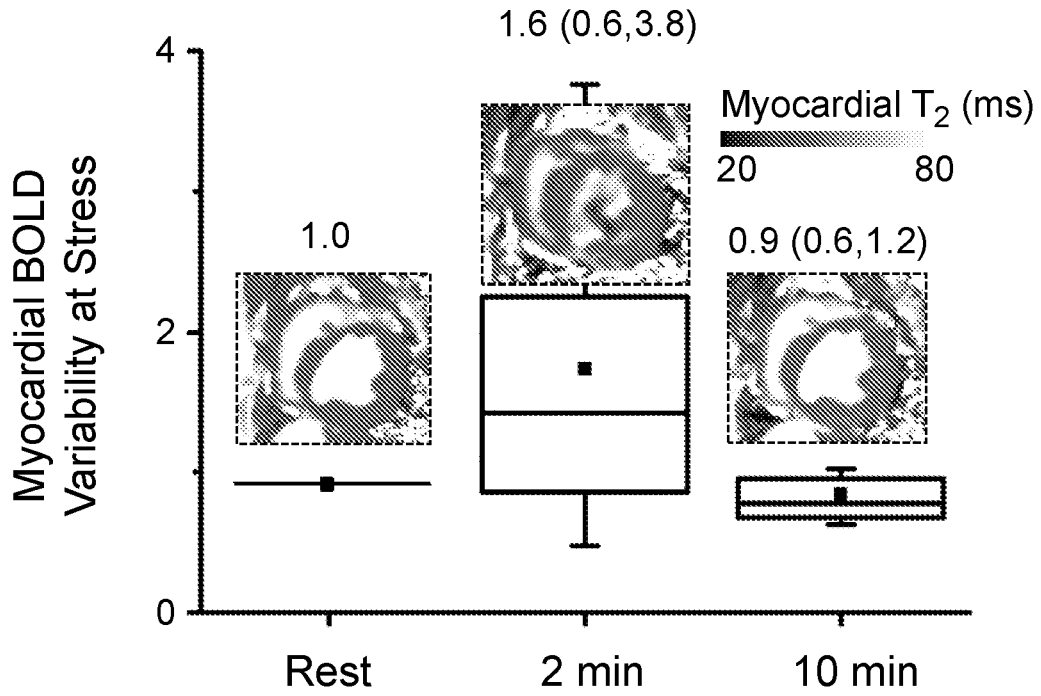 1.6 (0.6,3.8)
4
Myocardial T2 (ms)
20 80
1.0
0.9 (0.6,1.2)
Myocardial BOLD
Variability at Stress
2
0
Rest 2 min 10 min